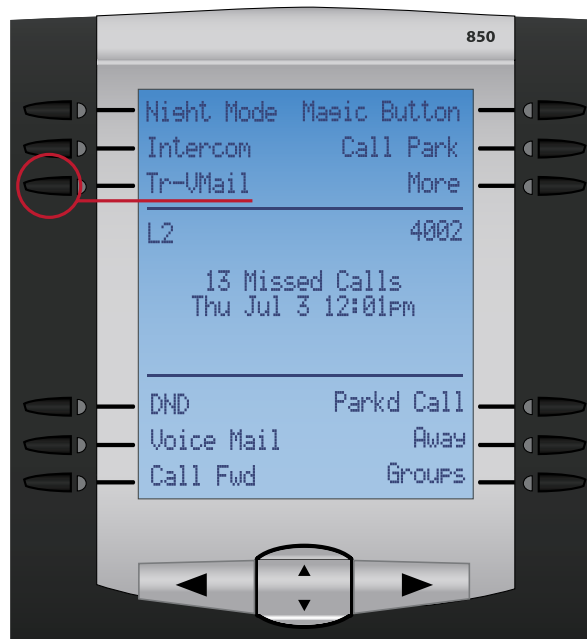 850
Night Mode Magic Button
Intercom Call Park
Tr-VMail More
L2 4002
13 Missed Calls
Thu Jul 3 12:01pm
DND Parkd Call
Voice Mail Away
Call Fwd Groups